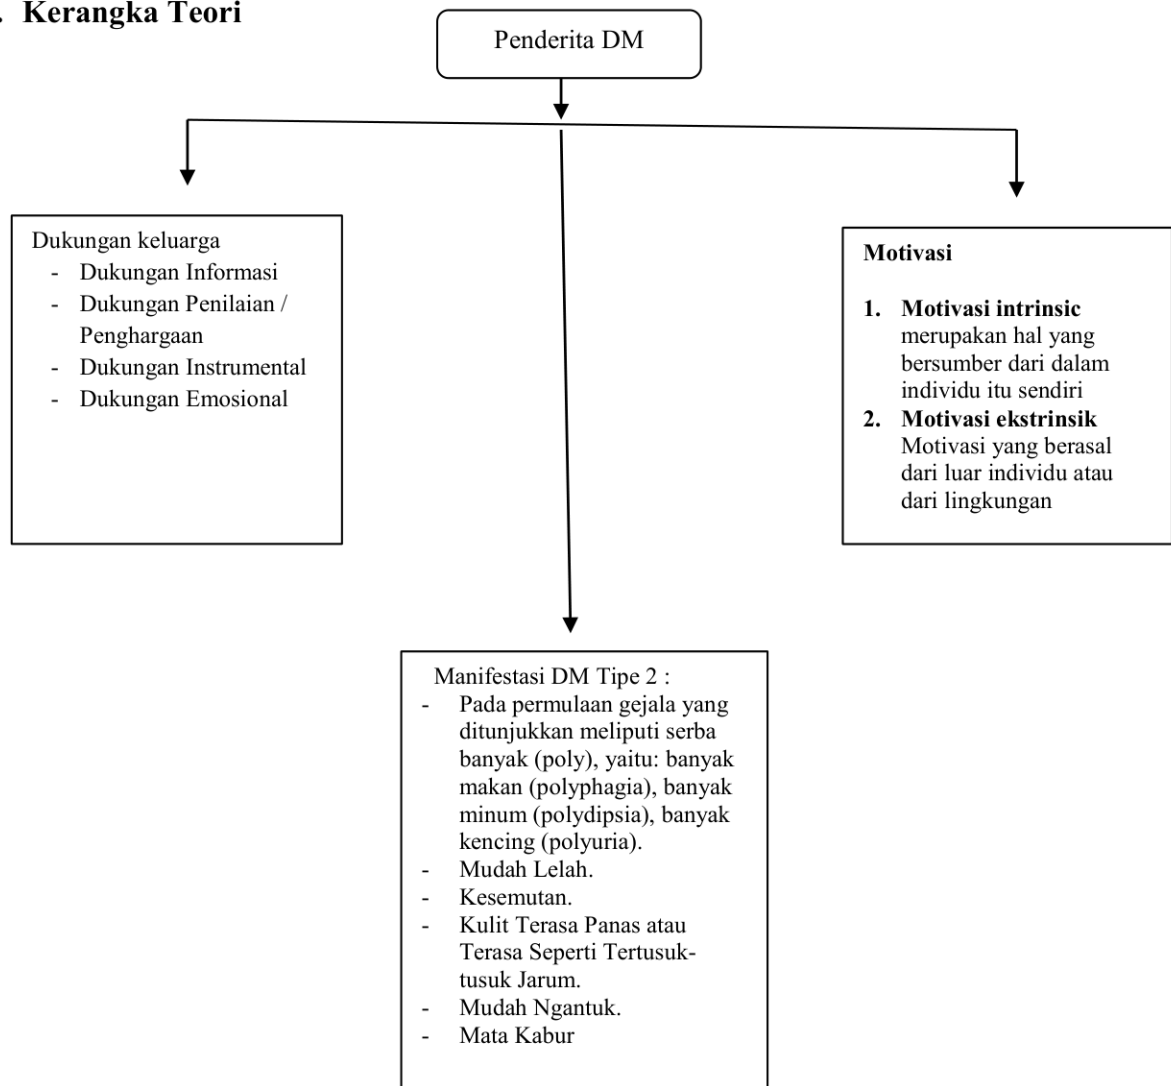 . Kerangka Teori
Penderita DM
Dukungan keluarga
- Dukungan Informasi
- Dukungan Penilaian /
Penghargaan
- Dukungan Instrumental
- Dukungan Emosional
Motivasi
1. Motivasi intrinsic
merupakan hal yang
bersumber dari dalam
individu itu sendiri
2. Motivasi ekstrinsik
Motivasi yang berasal
dari luar individu atau
dari lingkungan
Manifestasi DM Tipe 2 :
- Pada permulaan gejala yang
ditunjukkan meliputi serba
banyak (poly), yaitu: banyak
makan (polyphagia), banyak
minum (polydipsia), banyak
kencing (polyuria).
- Mudah Lelah.
- Kesemutan.
- Kulit Terasa Panas atau
Terasa Seperti Tertusuk-
tusuk Jarum.
- Mudah Ngantuk.
- Mata Kabur